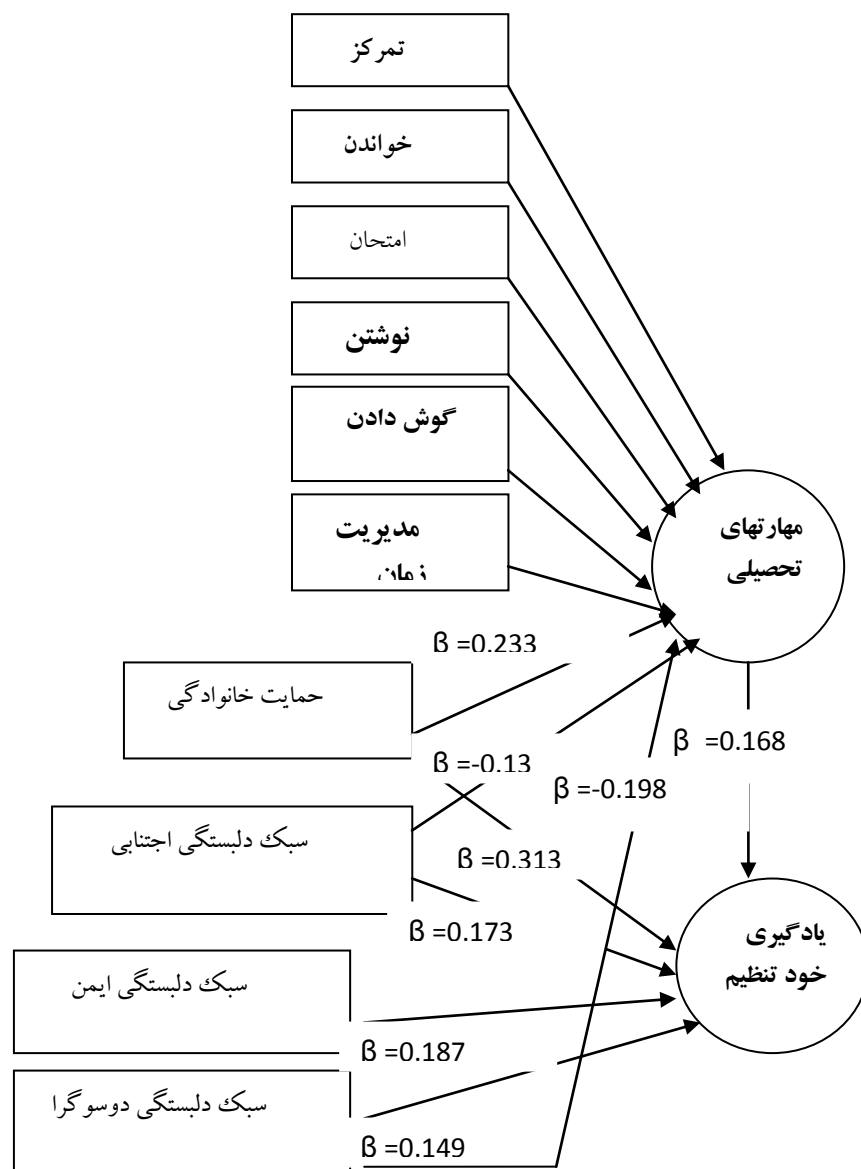 تمرکز
خواندن
امتحان
نوشتن
گوش دادن
مدیریت
زمان
مهارتهای
تحصیلی
β =0.233
حمایت خانوادگی
β =0.168
β =-0.13
β =-0.198
سبک دلبستگی اجتنابی
β =0.313
β =0.173
یادگیری
خود تنظیم
سبک دلبستگی ایمن
β =0.187
سبک دلبستگی دوسوگرا
β =0.149